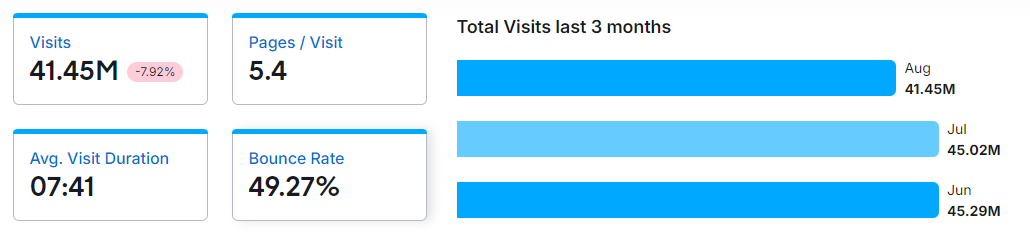 Visits
41.45M -7.92%
Pages / Visit
5.4
Avg. Visit Duration
07:41
Bounce Rate
49.27%
Total Visits last 3 months
Aug
41.45M
Jul
45.02M
Jun
45.29M